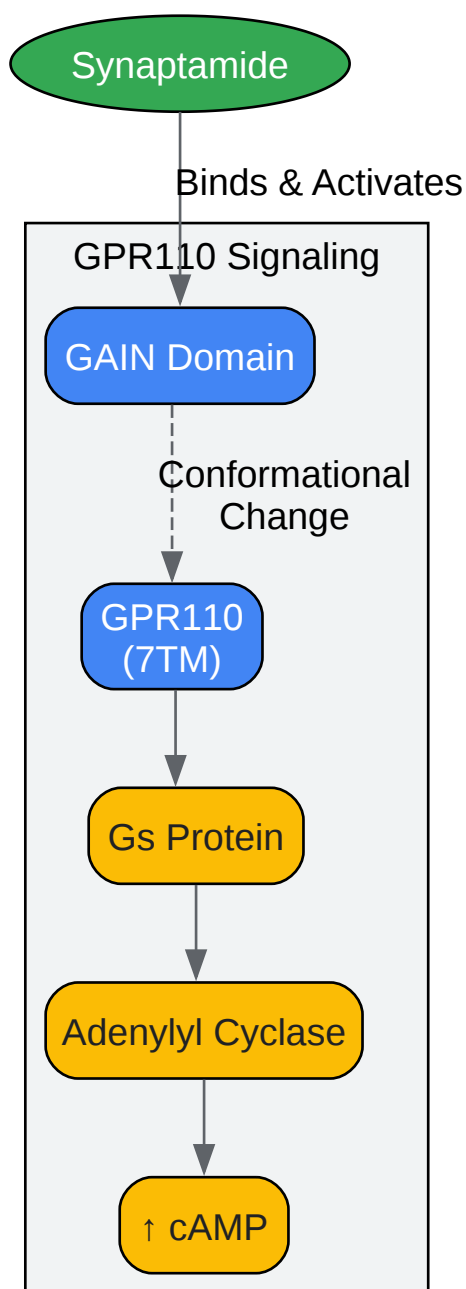 Synaptamide
Binds & Activates
GPR110 Signaling
GAIN Domain
Conformational
Change
GPR110
(7TM)
Gs Protein
Adenylyl Cyclase
↑ cAMP